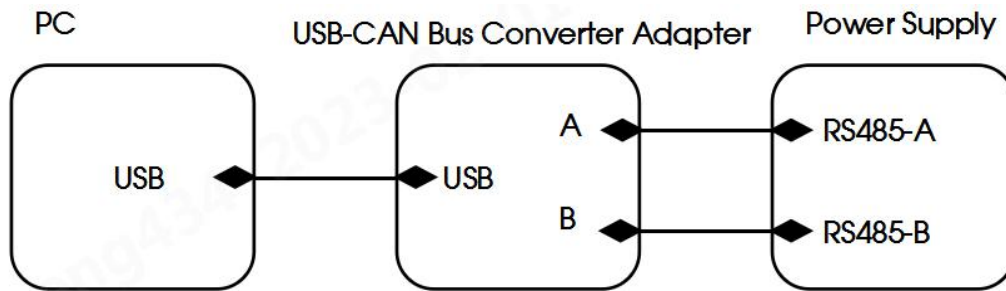 PC
USB-CAN Bus Converter Adapter
Power Supply
A
RS485-A
USB
USB
B
RS485-B